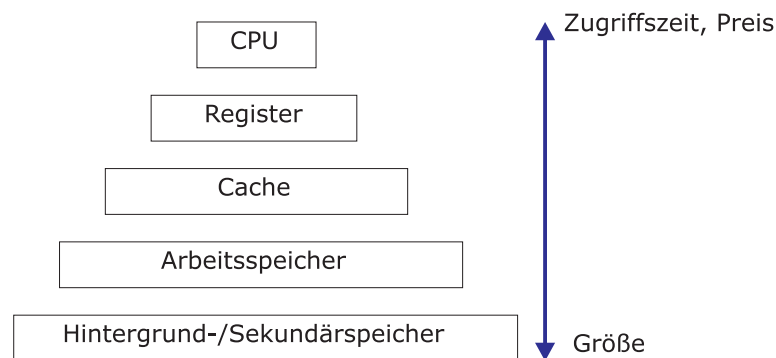 CPU
Zugriffszeit, Preis
Register
Cache
Arbeitsspeicher
Hintergrund-/Sekundärspeicher
Größe